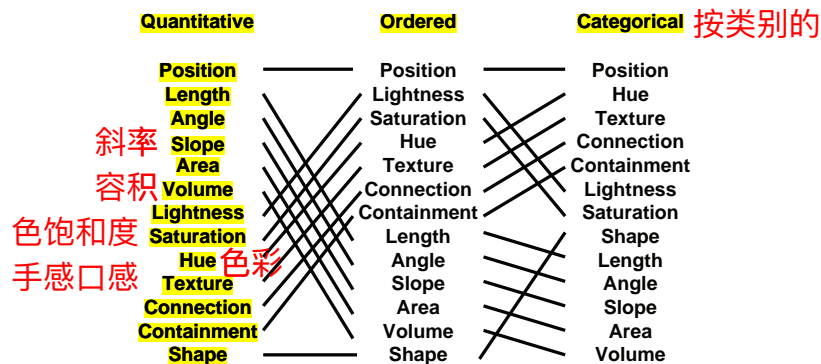 Quantitative Ordered Categorical 按类别的
Position Position Position
Length Lightness Hue
Angle Saturation Texture
斜率 Slope Hue Connection
Area Texture Containment
容积 Volume Connection Lightness
Lightness Containment Saturation
色饱和度 Saturation Length Shape
Hue 色彩 Angle Length
手感口感 Texture Slope Angle
Connection Area Slope
Containment Volume Area
Shape Shape Volume